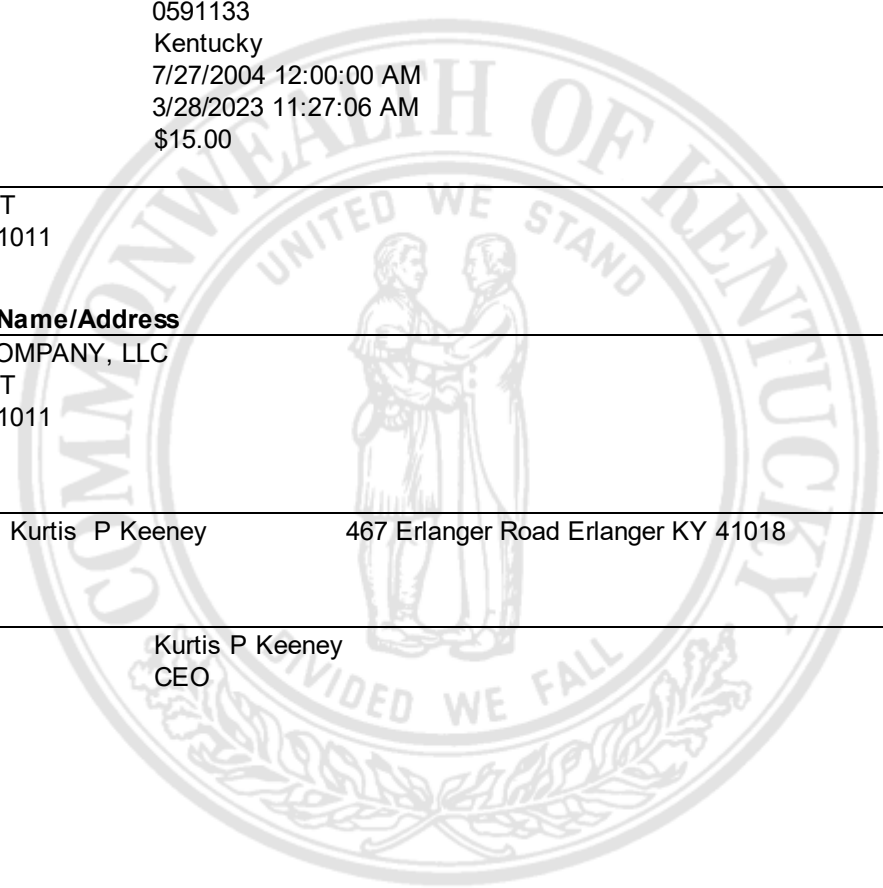 0591133
Kentucky
7/27/2004 12:00:00 AM
3/28/2023 11:27:06 AM
$15.00
T
1011
Name/Address
OMPANY, LLC
T
1011
Kurtis P Keeney 467 Erlanger Road Erlanger KY 41018
Kurtis P Keeney
CEO
COMMONWEALTH OF KENTUCKY
UNITED WE STAND
DIVIDED WE FALL